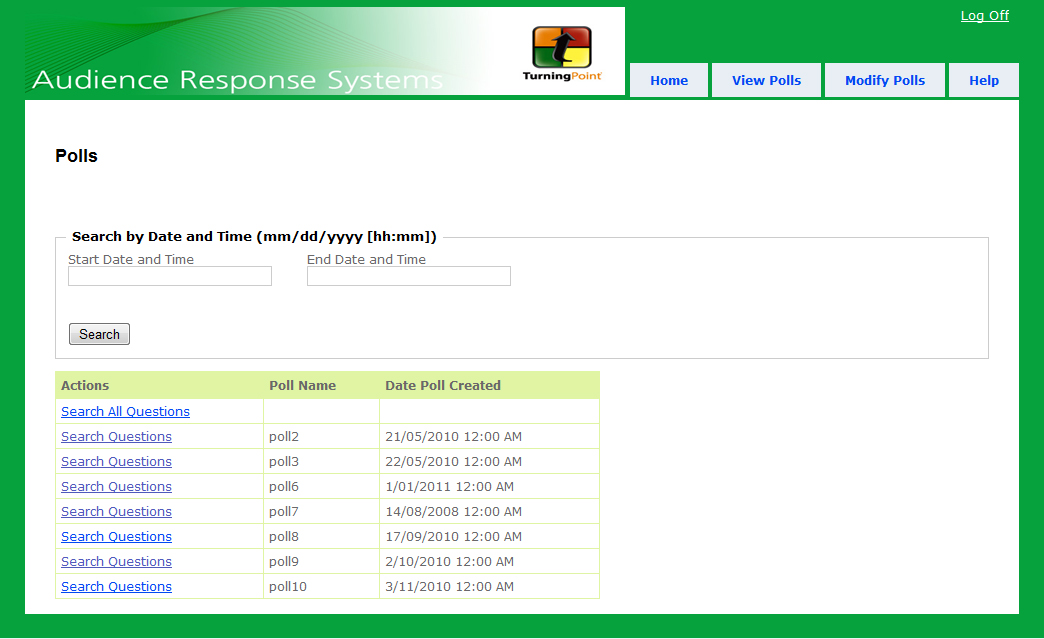 Log Off
Audience Response Systems
TurningPoint
Home View Polls Modify Polls Help
Polls
Search by Date and Time (mm/dd/yyyy [hh:mm])
Start Date and Time End Date and Time
Search
Actions Poll Name Date Poll Created
Search All Questions
Search Questions poll2 21/05/2010 12:00 AM
Search Questions poll3 22/05/2010 12:00 AM
Search Questions poll6 1/01/2011 12:00 AM
Search Questions poll7 14/08/2008 12:00 AM
Search Questions poll8 17/09/2010 12:00 AM
Search Questions poll9 2/10/2010 12:00 AM
Search Questions poll10 3/11/2010 12:00 AM